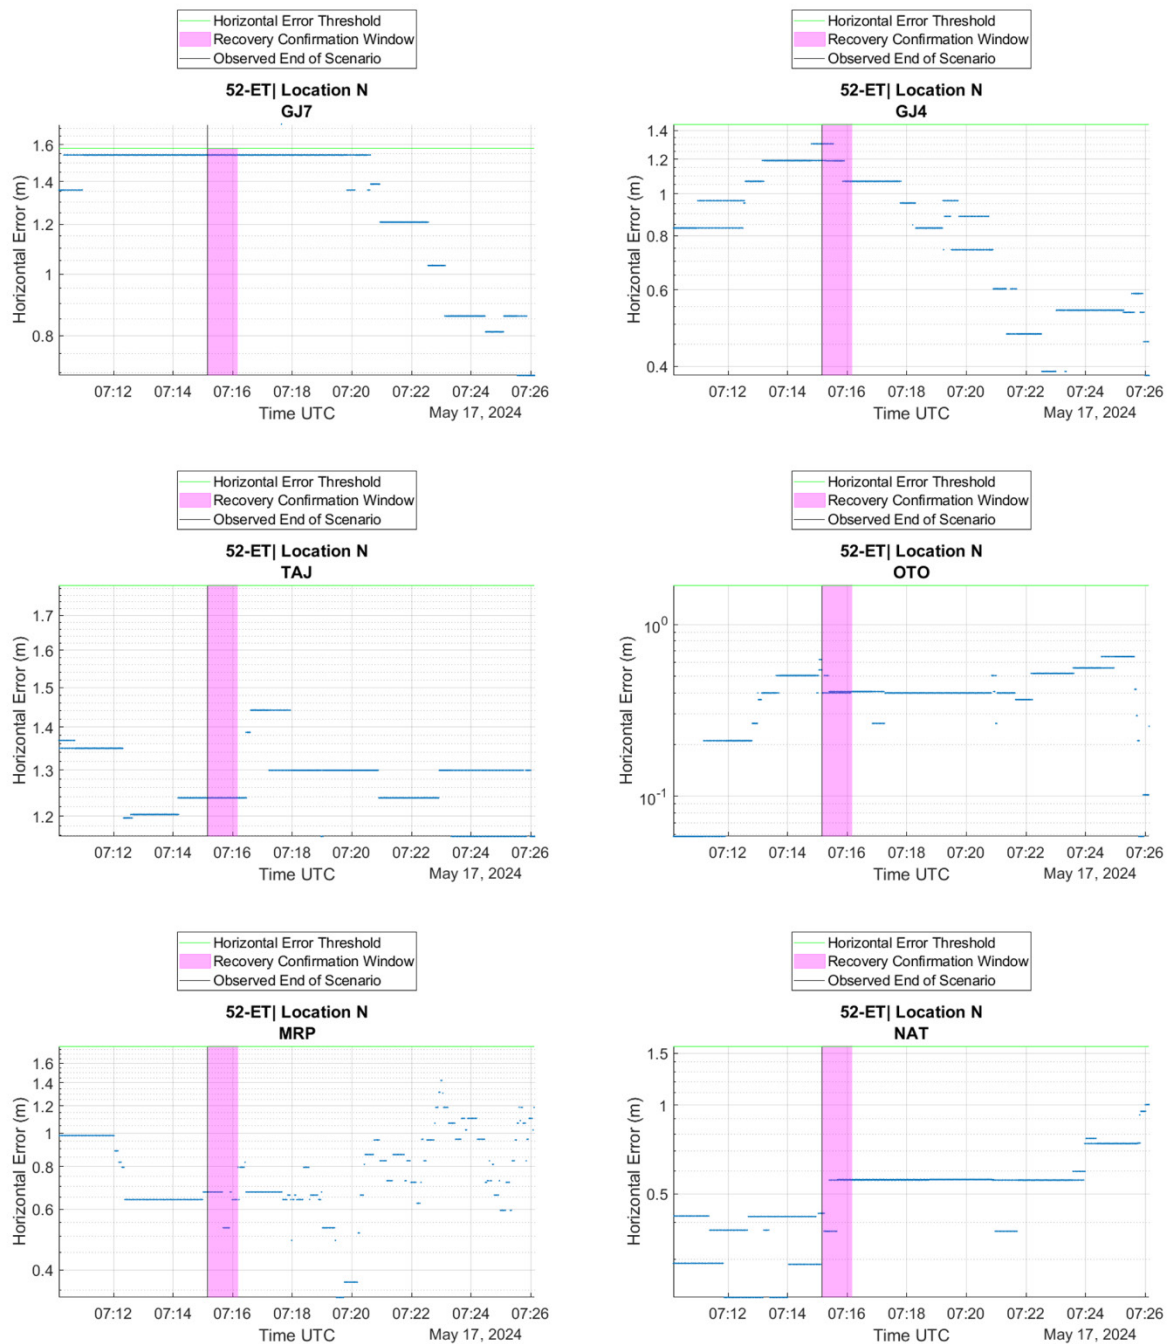 Horizontal Error Threshold
Recovery Confirmation Window
Observed End of Scenario
52-ET| Location N
GJ7
1.6
1.4
1.2
1
0.8
Horizontal Error (m)
07:12 07:14 07:16 07:18 07:20 07:22 07:24 07:26
Time UTC
May 17, 2024
Horizontal Error Threshold
Recovery Confirmation Window
Observed End of Scenario
52-ET| Location N
GJ4
1.4
1.2
1
0.8
0.6
0.4
Horizontal Error (m)
07:12 07:14 07:16 07:18 07:20 07:22 07:24 07:26
Time UTC
May 17, 2024
Horizontal Error Threshold
Recovery Confirmation Window
Observed End of Scenario
52-ET| Location N
TAJ
1.7
1.6
1.5
1.4
1.3
1.2
Horizontal Error (m)
07:12 07:14 07:16 07:18 07:20 07:22 07:24 07:26
Time UTC
May 17, 2024
Horizontal Error Threshold
Recovery Confirmation Window
Observed End of Scenario
52-ET| Location N
OTO
10⁰
10⁻¹
Horizontal Error (m)
07:12 07:14 07:16 07:18 07:20 07:22 07:24 07:26
Time UTC
May 17, 2024
Horizontal Error Threshold
Recovery Confirmation Window
Observed End of Scenario
52-ET| Location N
MRP
1.6
1.4
1.2
1
0.8
0.6
0.4
Horizontal Error (m)
07:12 07:14 07:16 07:18 07:20 07:22 07:24 07:26
Time UTC
May 17, 2024
Horizontal Error Threshold
Recovery Confirmation Window
Observed End of Scenario
52-ET| Location N
NAT
1.5
1
0.5
Horizontal Error (m)
07:12 07:14 07:16 07:18 07:20 07:22 07:24 07:26
Time UTC
May 17, 2024